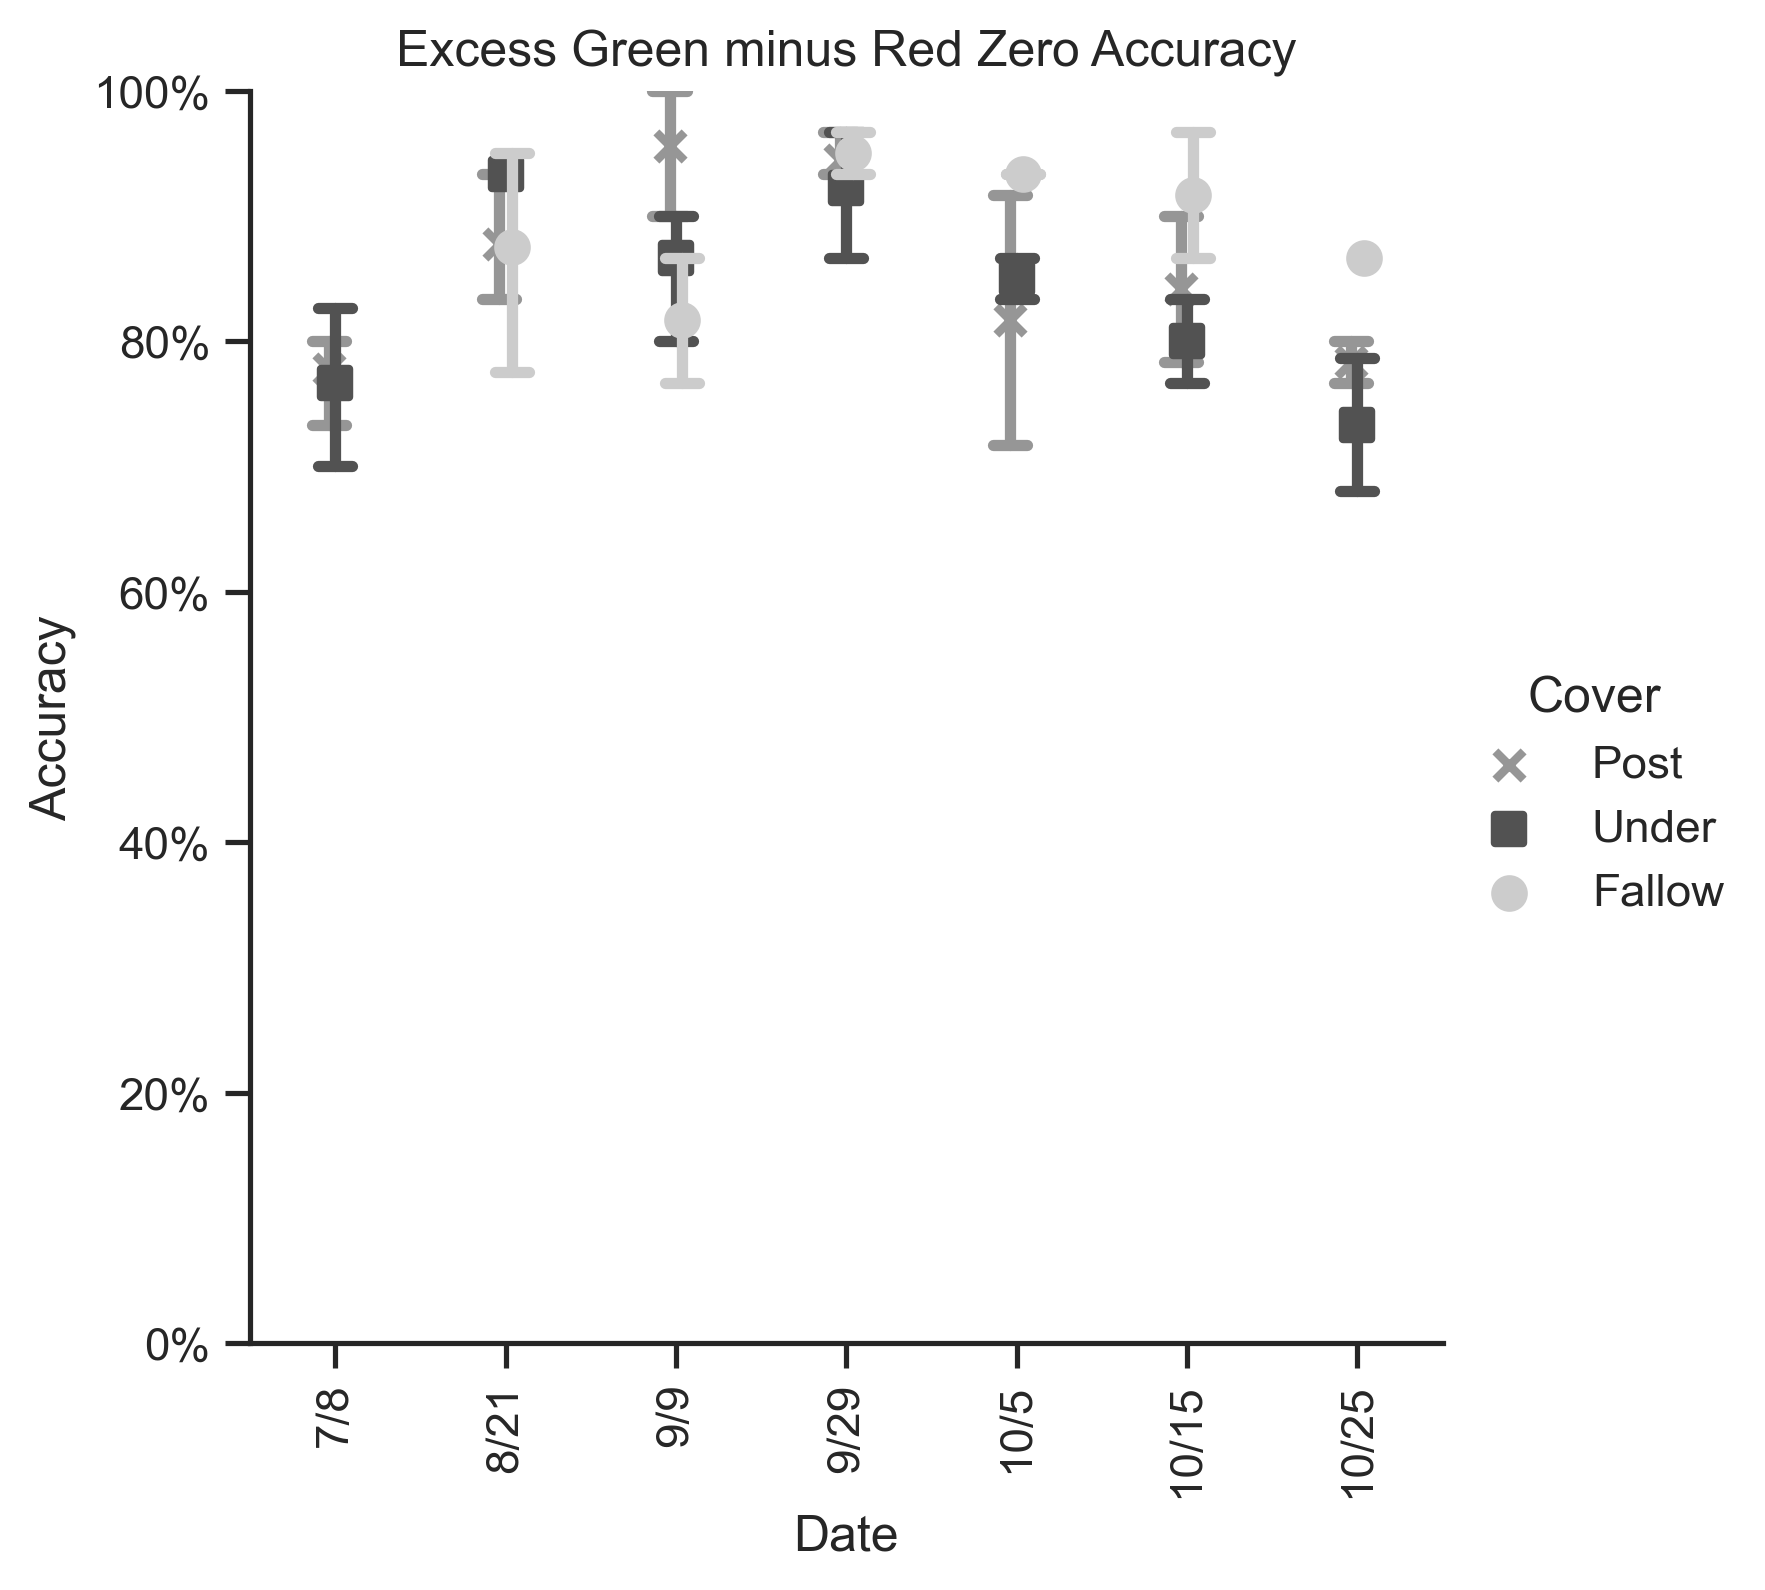 Excess Green minus Red Zero Accuracy
100%
80%
60%
40%
20%
0%
Accuracy
7/8
8/21
9/9
9/29
10/5
10/15
10/25
Date
Cover
Post
Under
Fallow